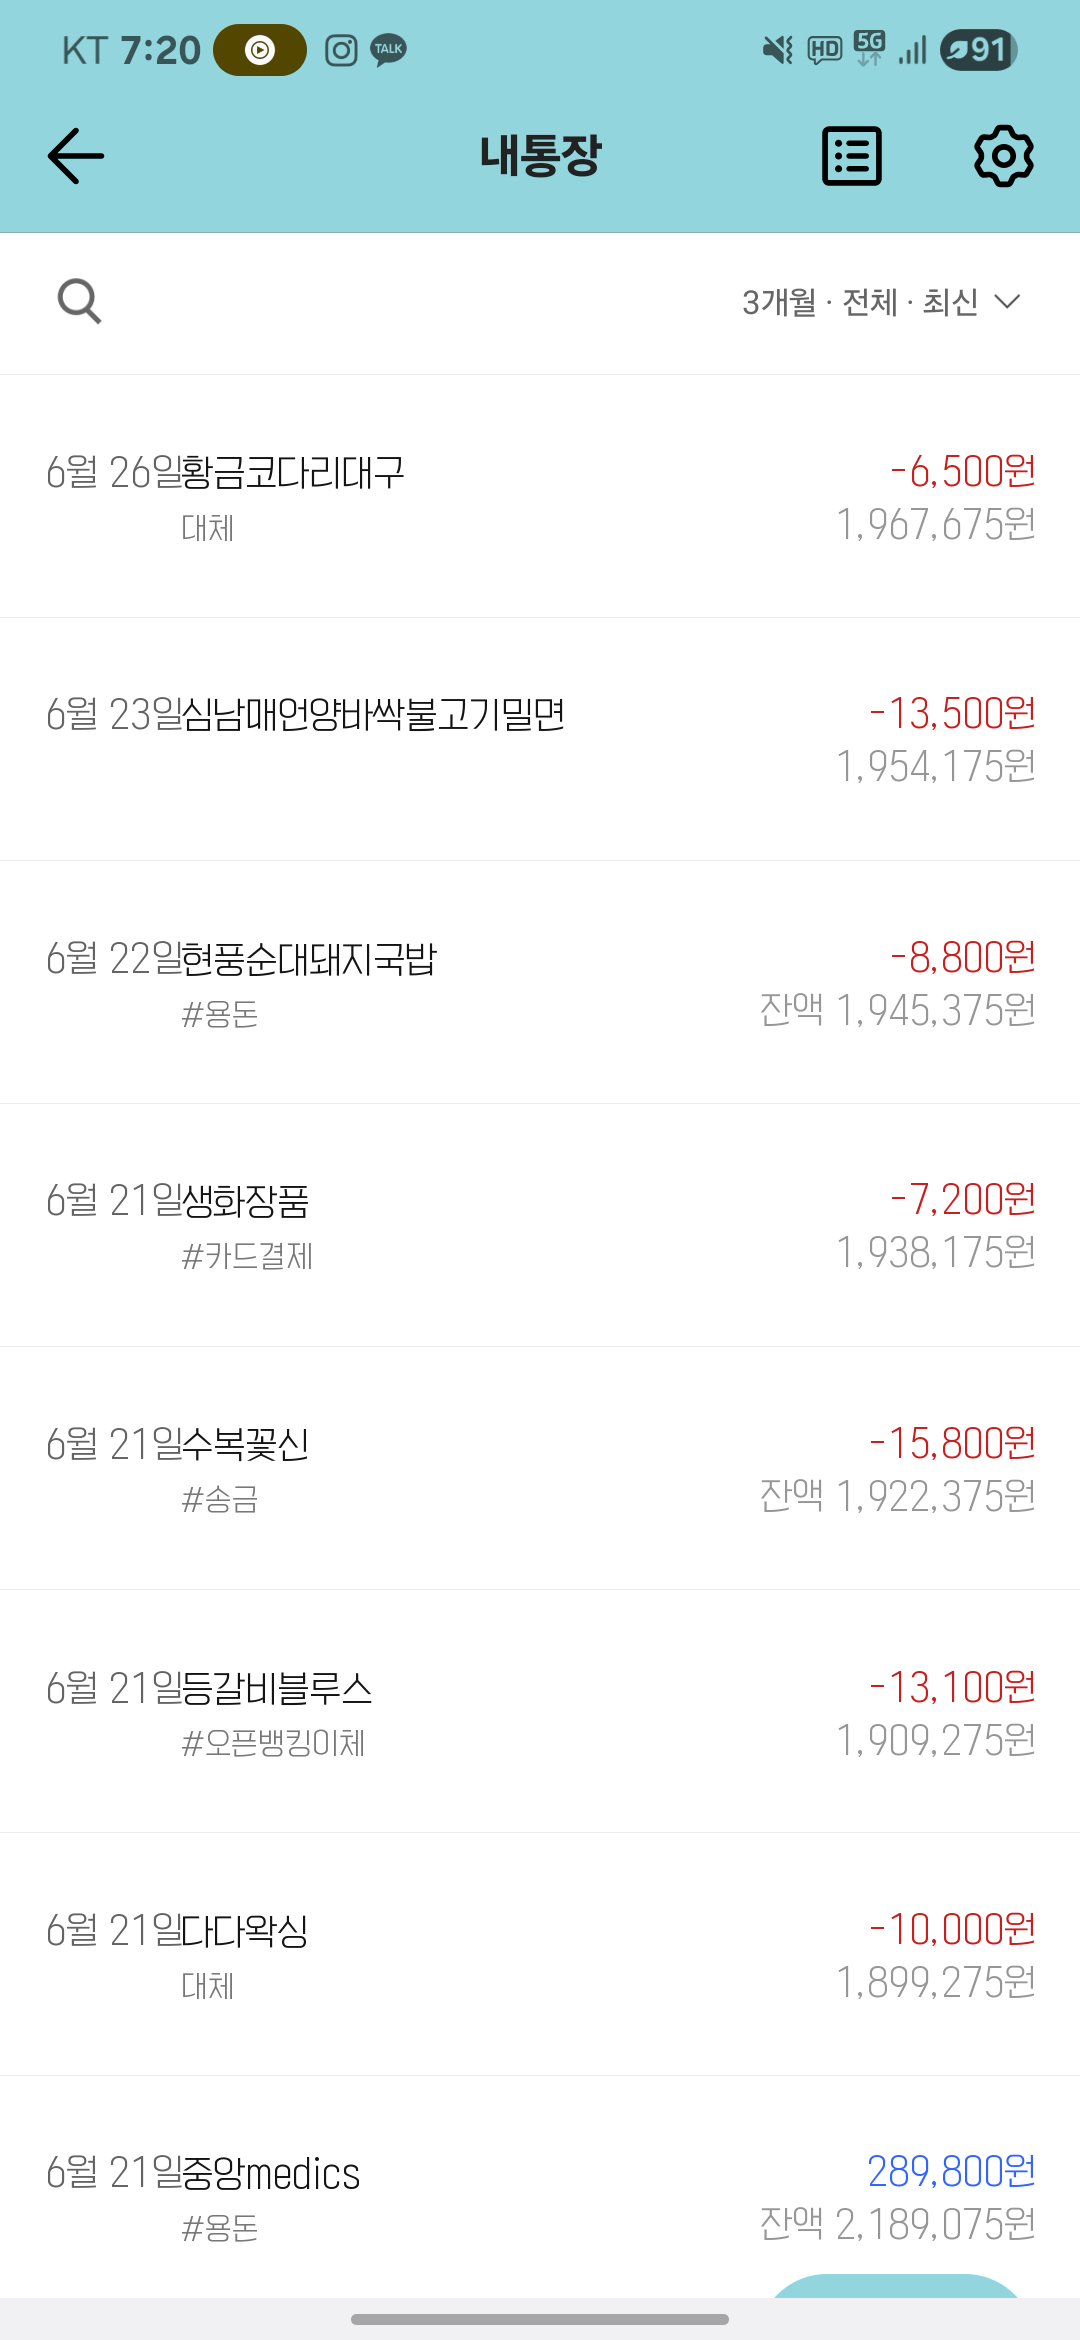 KT 7:20 TALK HD 5G 91
내통장
3개월 · 전체 · 최신
6월 26일 황금코다리대구 -6,500원
대체 1,967,675원
6월 23일 심남매언양바싹불고기밀면 -13,500원
1,954,175원
6월 22일 현풍순대돼지국밥 -8,800원
#용돈 잔액 1,945,375원
6월 21일 생화장품 -7,200원
#카드결제 1,938,175원
6월 21일 수복꽃신 -15,800원
#송금 잔액 1,922,375원
6월 21일 등갈비블루스 -13,100원
#오픈뱅킹이체 1,909,275원
6월 21일 다다왁싱 -10,000원
대체 1,899,275원
6월 21일 중앙medics 289,800원
#용돈 잔액 2,189,075원